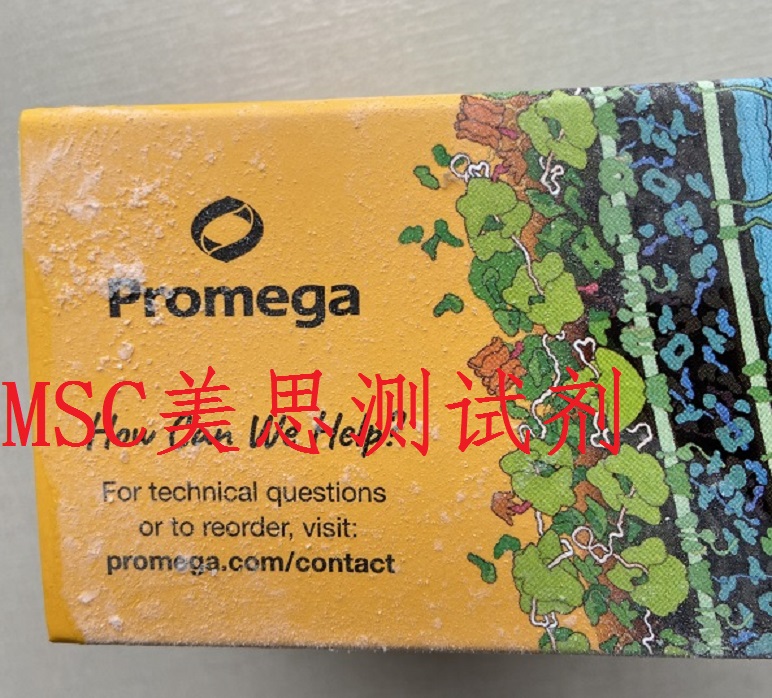 Promega
MSC美思测试剂
How Can We Help?
For technical questions
or to reorder, visit:
promega.com/contact